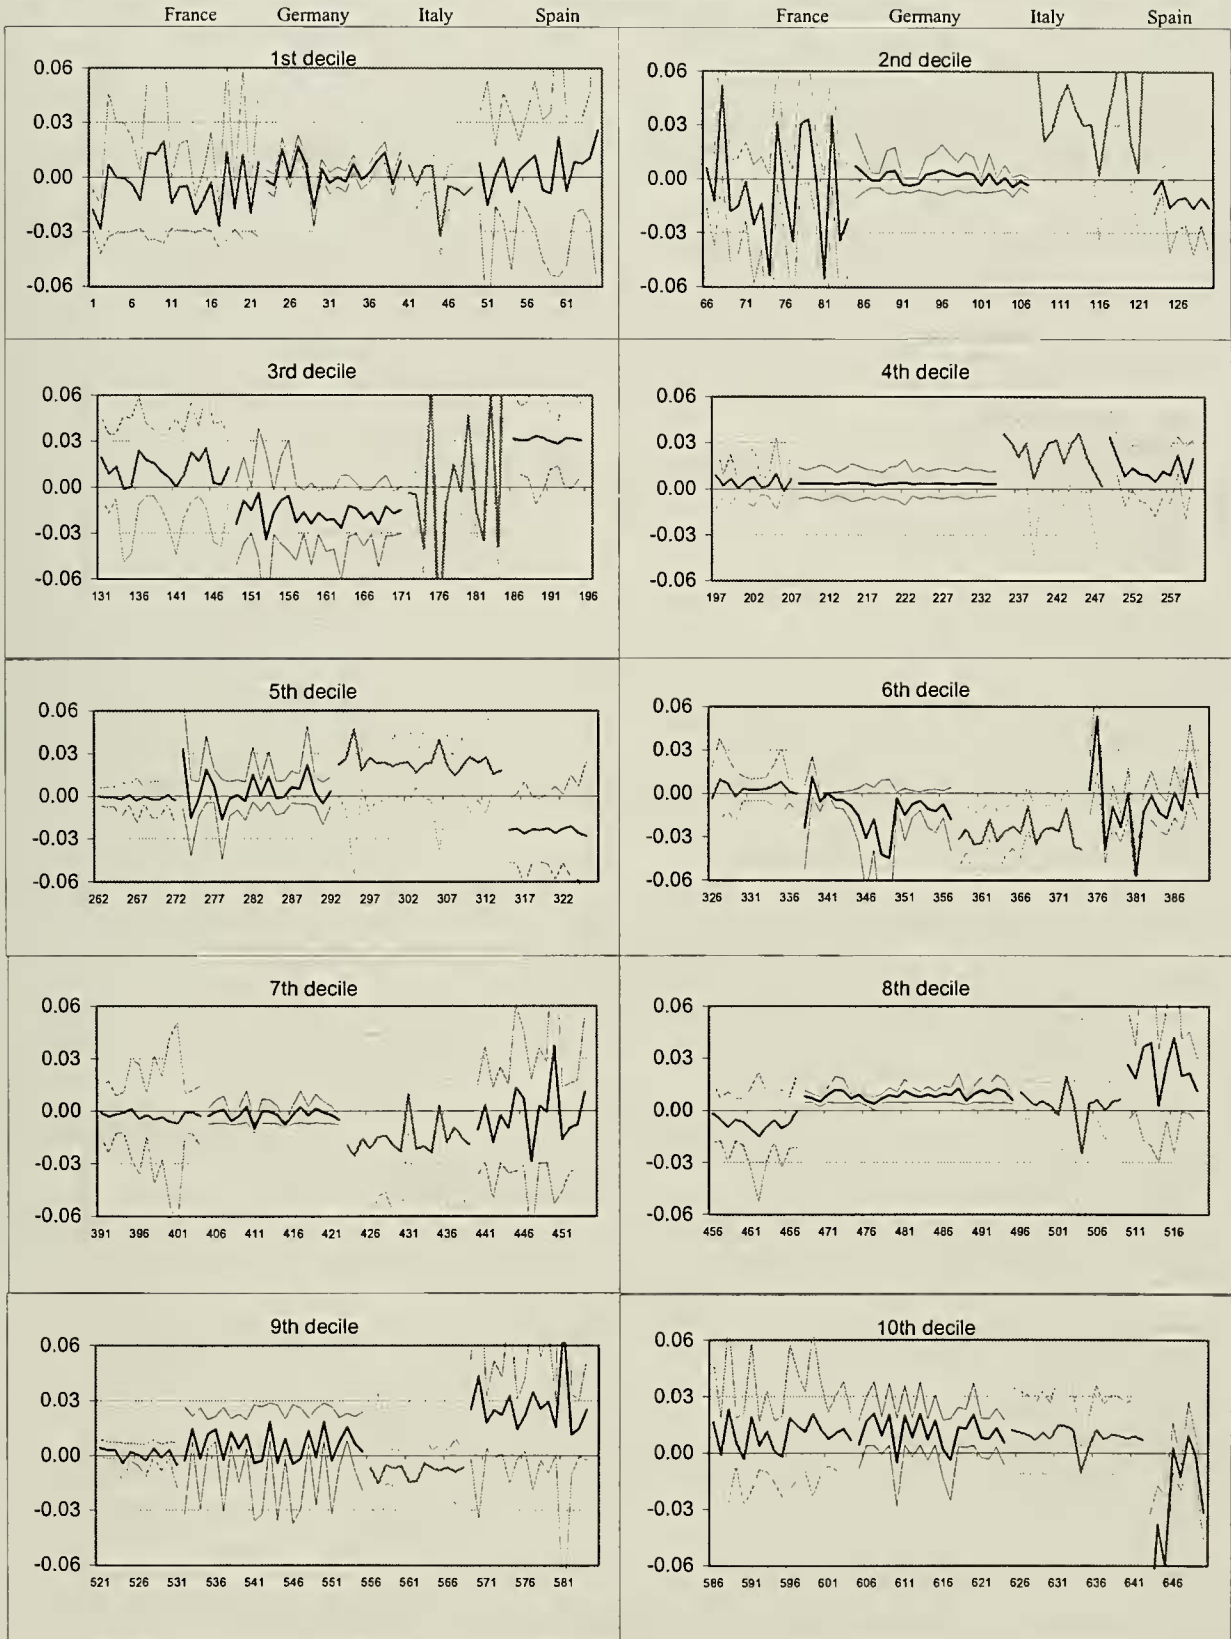 France Germany Italy Spain France Germany Italy Spain
1st decile
0.06
0.03
0.00
-0.03
-0.06
1 6 11 16 21 26 31 36 41 46 51 56 61
2nd decile
0.06
0.03
0.00
-0.03
-0.06
66 71 76 81 86 91 96 101 106 111 116 121 126
3rd decile
0.06
0.03
0.00
-0.03
-0.06
131 136 141 146 151 156 161 166 171 176 181 186 191 196
4th decile
0.06
0.03
0.00
-0.03
-0.06
197 202 207 212 217 222 227 232 237 242 247 252 257
5th decile
0.06
0.03
0.00
-0.03
-0.06
262 267 272 277 282 287 292 297 302 307 312 317 322
6th decile
0.06
0.03
0.00
-0.03
-0.06
326 331 336 341 346 351 356 361 366 371 376 381 386
7th decile
0.06
0.03
0.00
-0.03
-0.06
391 396 401 406 411 416 421 426 431 436 441 446 451
8th decile
0.06
0.03
0.00
-0.03
-0.06
456 461 466 471 476 481 486 491 496 501 506 511 516
9th decile
0.06
0.03
0.00
-0.03
-0.06
521 526 531 536 541 546 551 556 561 566 571 576 581
10th decile
0.06
0.03
0.00
-0.03
-0.06
586 591 596 601 606 611 616 621 626 631 636 641 646